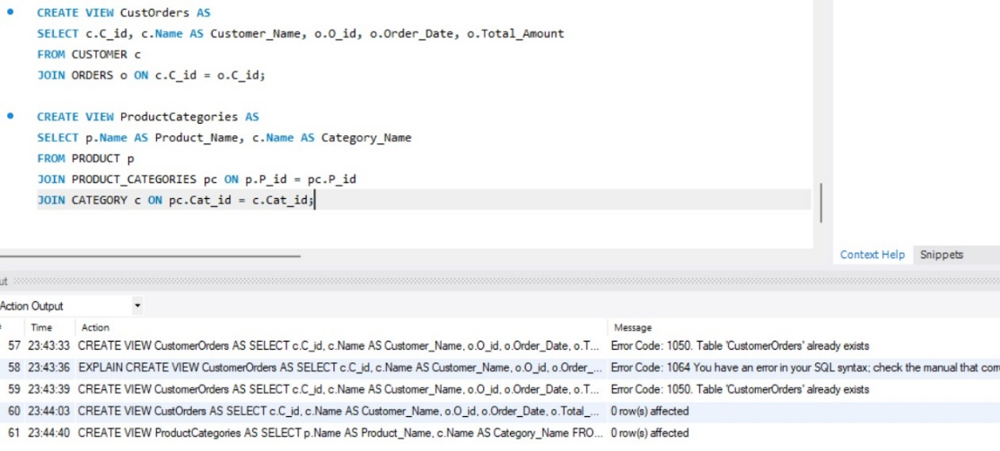 CREATE VIEW CustOrders AS
SELECT c.C_id, c.Name AS Customer_Name, o.O_id, o.Order_Date, o.Total_Amount
FROM CUSTOMER c
JOIN ORDERS o ON c.C_id = o.C_id;
CREATE VIEW ProductCategories AS
SELECT p.Name AS Product_Name, c.Name AS Category_Name
FROM PRODUCT p
JOIN PRODUCT_CATEGORIES pc ON p.P_id = pc.P_id
JOIN CATEGORY c ON pc.Cat_id = c.Cat_id;
Context Help Snippets
ut
Action Output
Time Action Message
57 23:43:33 CREATE VIEW CustomerOrders AS SELECT c.C_id, c.Name AS Customer_Name, o.O_id, o.Order_Date, o.T... Error Code: 1050. Table 'CustomerOrders' already exists
58 23:43:36 EXPLAIN CREATE VIEW CustomerOrders AS SELECT c.C_id, c.Name AS Customer_Name, o.O_id, o.Order_... Error Code: 1064 You have an error in your SQL syntax; check the manual that corr
59 23:43:39 CREATE VIEW CustomerOrders AS SELECT c.C_id, c.Name AS Customer_Name, o.O_id, o.Order_Date, o.T... Error Code: 1050. Table 'CustomerOrders' already exists
60 23:44:03 CREATE VIEW CustOrders AS SELECT c.C_id, c.Name AS Customer_Name, o.O_id, o.Order_Date, o.Total_... 0 row(s) affected
61 23:44:40 CREATE VIEW ProductCategories AS SELECT p.Name AS Product_Name, c.Name AS Category_Name FRO... 0 row(s) affected